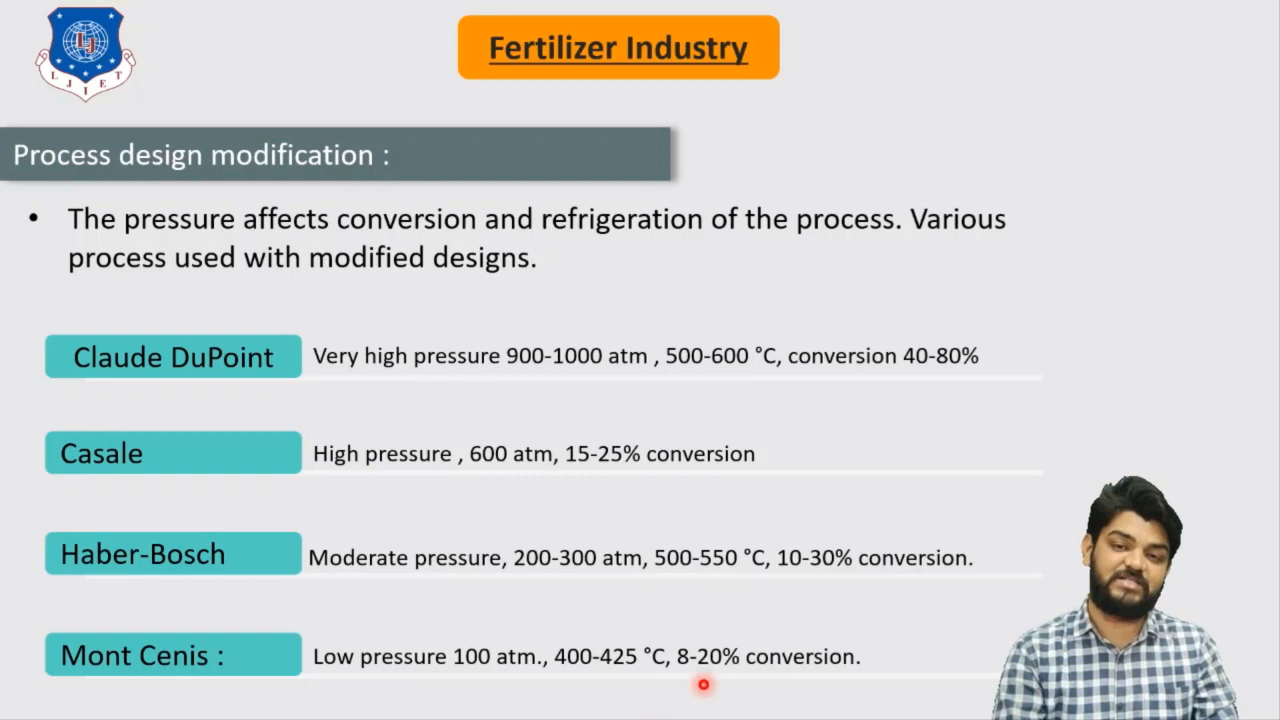 LJ
L J I E T
Fertilizer Industry
Process design modification :
• The pressure affects conversion and refrigeration of the process. Various
process used with modified designs.
Claude DuPoint
Very high pressure 900-1000 atm , 500-600 °C, conversion 40-80%
Casale
High pressure , 600 atm, 15-25% conversion
Haber-Bosch
Moderate pressure, 200-300 atm, 500-550 °C, 10-30% conversion.
Mont Cenis :
Low pressure 100 atm., 400-425 °C, 8-20% conversion.